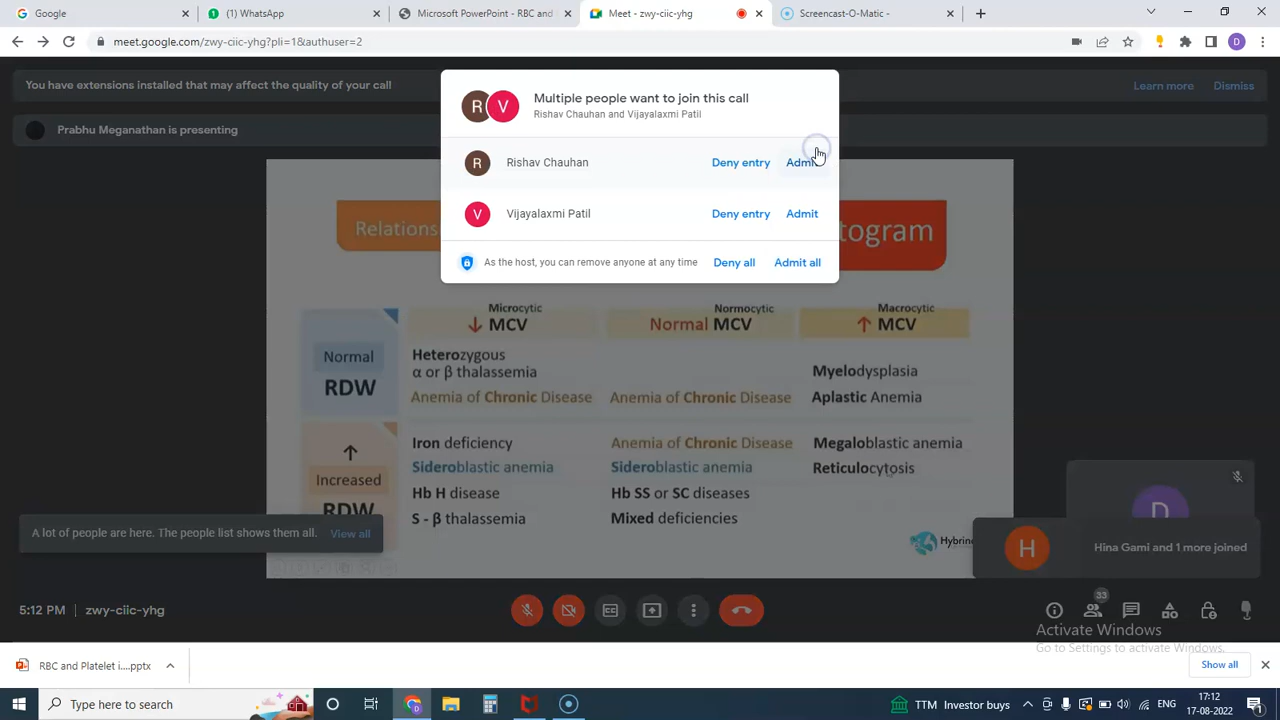 Google
(1) WhatsApp
Microsoft PowerPoint - RBC and
Meet - zwy-ciic-yhg
Screencast-O-Matic -
meet.google.com/zwy-ciic-yhg?pli=1&authuser=2
D
You have extensions installed that may affect the quality of your call
Learn more
Dismiss
Prabhu Meganathan is presenting
R V
Multiple people want to join this call
Rishav Chauhan and Vijayalaxmi Patil
R
Rishav Chauhan
Deny entry
Admit
V
Vijayalaxmi Patil
Deny entry
Admit
As the host, you can remove anyone at any time
Deny all
Admit all
Relations
togram
Microcytic
↓ MCV
Normocytic
Normal MCV
Macrocytic
↑ MCV
Normal
RDW
Heterozygous
α or β thalassemia
Anemia of Chronic Disease
Anemia of Chronic Disease
Myelodysplasia
Aplastic Anemia
↑
Increased
RDW
Iron deficiency
Sideroblastic anemia
Hb H disease
S - β thalassemia
Anemia of Chronic Disease
Sideroblastic anemia
Hb SS or SC diseases
Mixed deficiencies
Megaloblastic anemia
Reticulocytosis
Hybrino
D
A lot of people are here. The people list shows them all.
View all
H
Hina Gami and 1 more joined
5:12 PM | zwy-ciic-yhg
33
Activate Windows
Go to Settings to activate Windows.
RBC and Platelet i....pptx
Show all
Type here to search
TTM Investor buys
ENG
17:12
17-08-2022